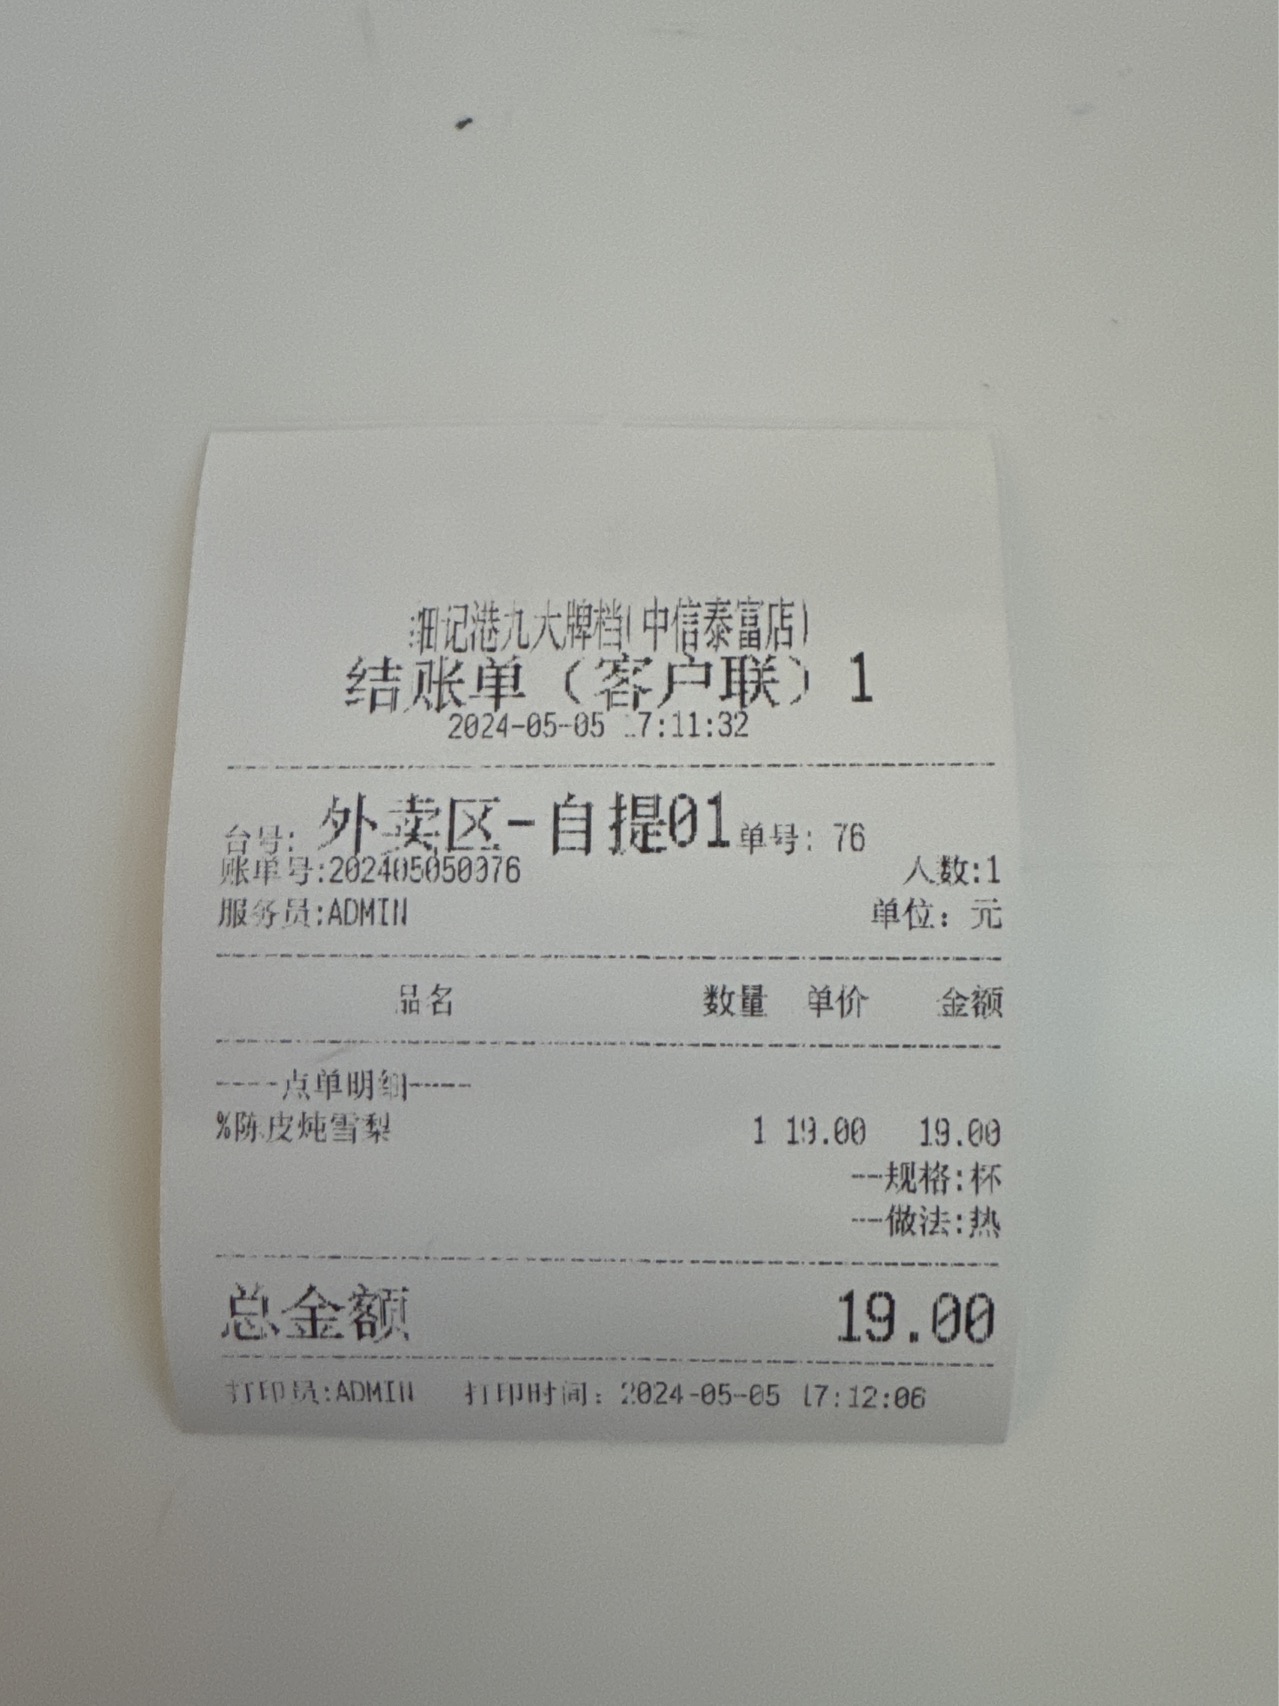 细记港九大牌档(中信泰富店)
结账单（客户联）1
2024-05-05 17:11:32
台号: 外卖区-自提01 单号: 76
账单号:202405050076 人数:1
服务员:ADMIN 单位: 元
品名 数量 单价 金额
----点单明细-----
%陈皮炖雪梨 1 19.00 19.00
--规格:杯
---做法:热
总金额 19.00
打印员:ADMIN 打印时间: 2024-05-05 17:12:06